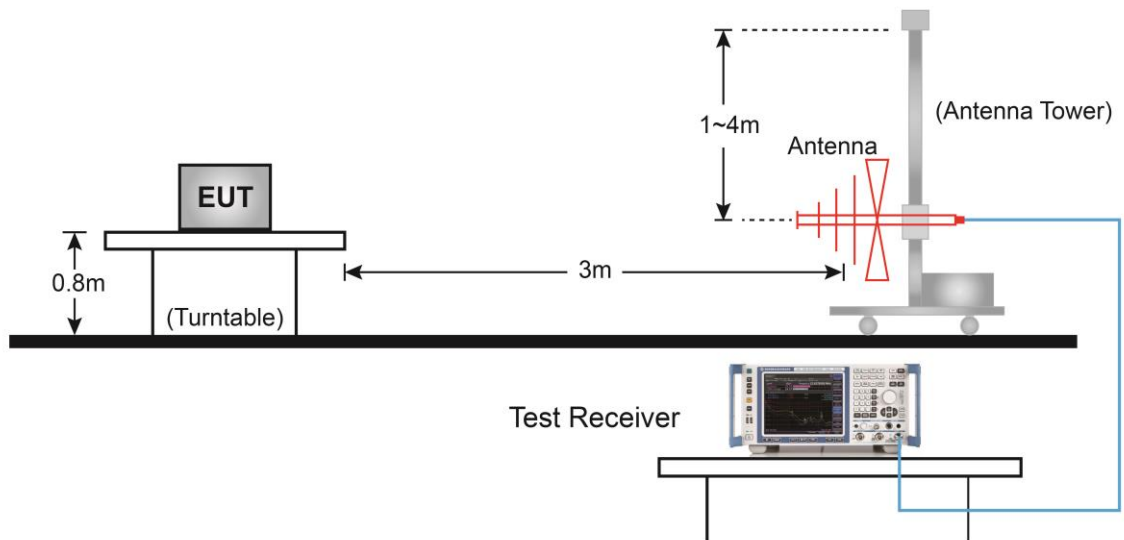 1~4m
(Antenna Tower)
Antenna
EUT
0.8m
3m
(Turntable)
Test Receiver